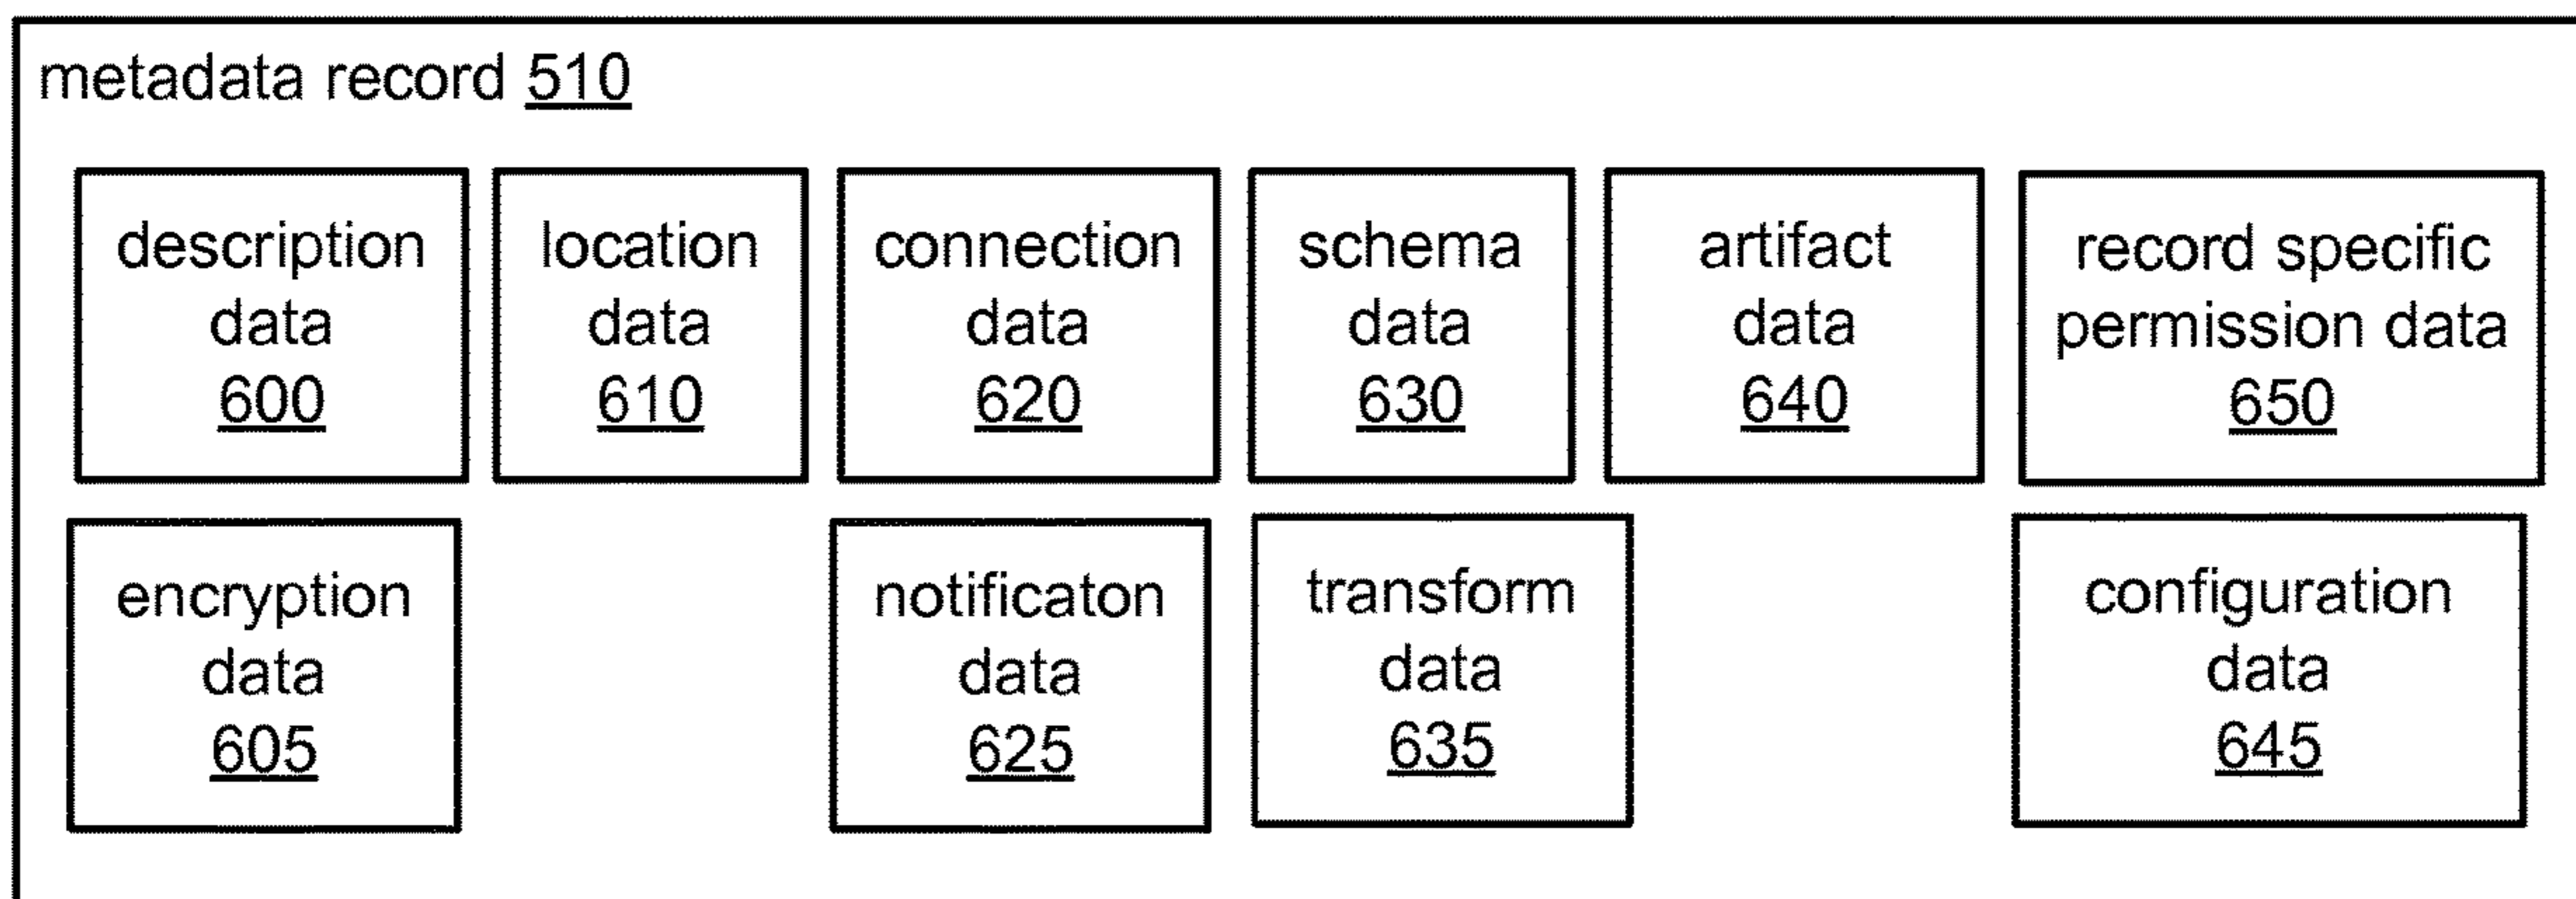 metadata record 510
description
data
600
location
data
610
connection
data
620
schema
data
630
artifact
data
640
record specific
permission data
650
encryption
data
605
notificaton
data
625
transform
data
635
configuration
data
645